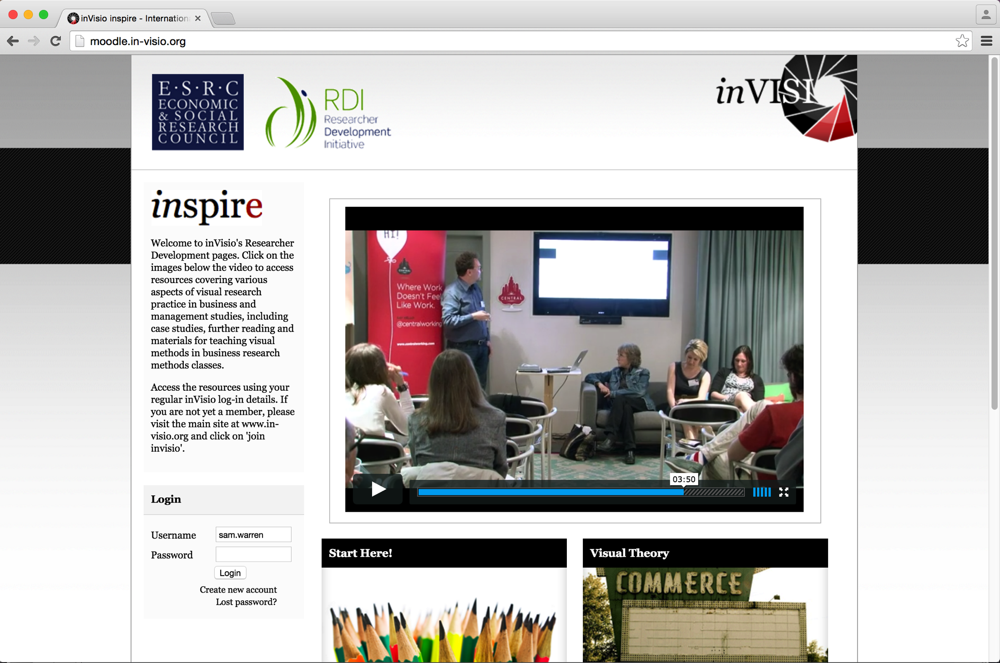 inVisio inspire - Internation
moodle.in-visio.org
E·S·R·C
ECONOMIC
& SOCIAL
RESEARCH
COUNCIL
RDI
Researcher
Development
Initiative
inVISI
inspire
Welcome to inVisio's Researcher
Development pages. Click on the
images below the video to access
resources covering various
aspects of visual research
practice in business and
management studies, including
case studies, further reading and
materials for teaching visual
methods in business research
methods classes.
Access the resources using your
regular inVisio log-in details. If
you are not yet a member, please
visit the main site at www.in-
visio.org and click on 'join
invisio'.
HI!
CENTRAL
Where Work
Doesn't Feel
Like Work.
@centralworking
www.centralworking.com
CENTRAL
SONY
03:50
Login
Username sam.warren
Password
Login
Create new account
Lost password?
Start Here!
Visual Theory
COMMERCE